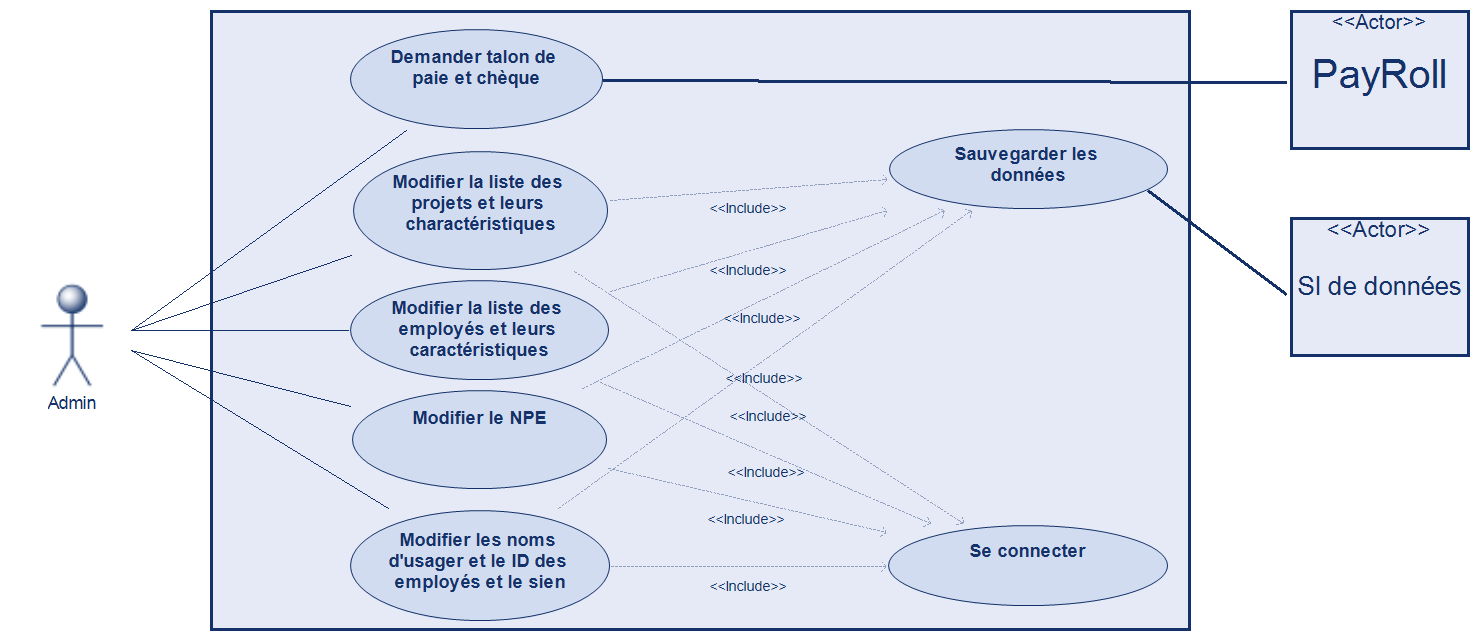 <<Actor>>
PayRoll
Demander talon de
paie et chèque
Sauvegarder les
données
Modifier la liste des
projets et leurs
charactéristiques
<<Include>>
<<Actor>>
SI de données
<<Include>>
Modifier la liste des
employés et leurs
caractéristiques
<<Include>>
Admin
<<Include>>
Modifier le NPE
<<Include>>
<<Include>>
<<Include>>
Modifier les noms
d'usager et le ID des
employés et le sien
Se connecter
<<Include>>